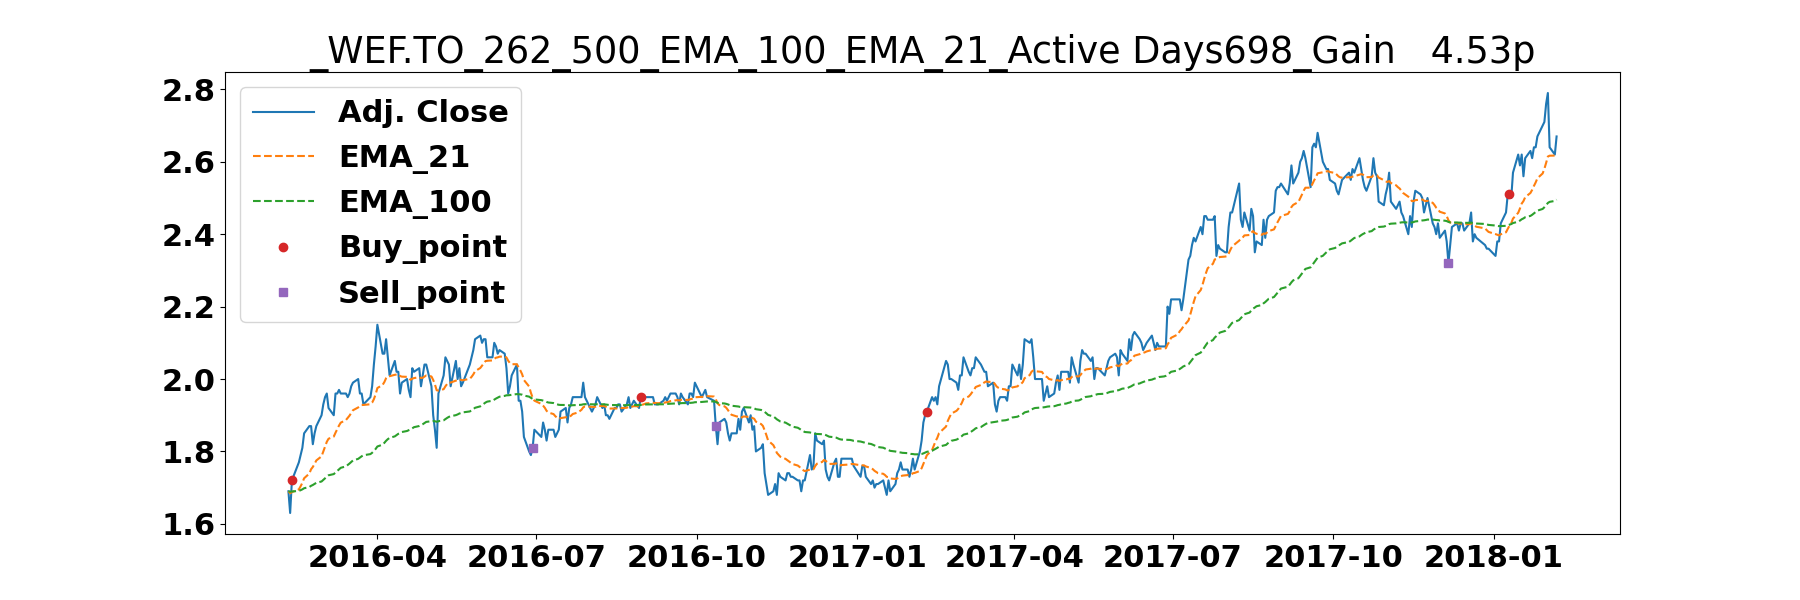 _WEF.TO_262_500_EMA_100_EMA_21_Active Days698_Gain   4.53p
2.8
2.6
2.4
2.2
2.0
1.8
1.6
Adj. Close
EMA_21
EMA_100
Buy_point
Sell_point
2016-04 2016-07 2016-10 2017-01 2017-04 2017-07 2017-10 2018-01